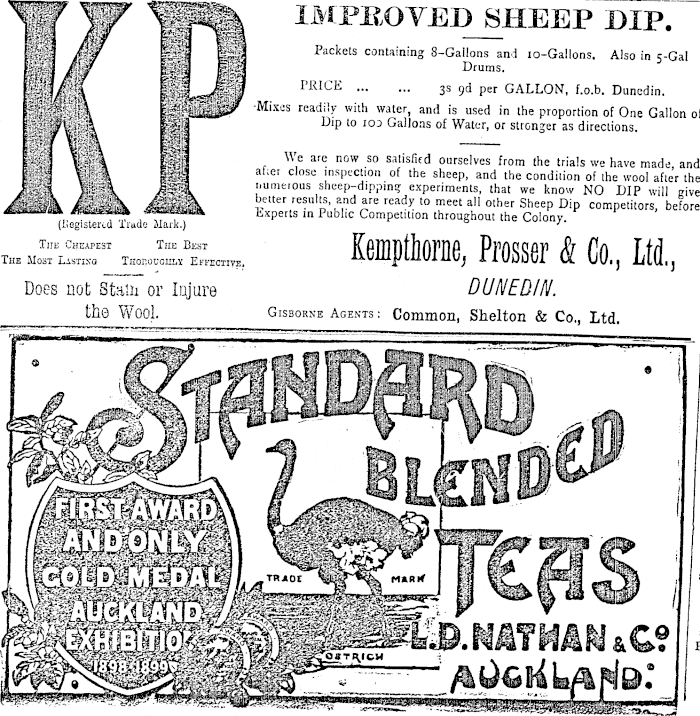 KP
(Registered Trade Mark.)
THE CHEAPEST THE BEST
THE MOST LASTING THOROUGHLY EFFECTIVE.
Does not Stain or Injure
the Wool.
IMPROVED SHEEP DIP.
Packets containing 8-Gallons and 10-Gallons. Also in 5-Gal
Drums.
PRICE ... ... 3s 9d per GALLON, f.o.b. Dunedin.
Mixes readily with water, and is used in the proportion of One Gallon of
Dip to 100 Gallons of Water, or stronger as directions.
We are now so satisfied ourselves from the trials we have made, and
after close inspection of the sheep, and the condition of the wool after the
numerous sheep-dipping experiments, that we know NO DIP will give
better results, and are ready to meet all other Sheep Dip competitors, before
Experts in Public Competition throughout the Colony.
Kempthorne, Prosser & Co., Ltd.,
DUNEDIN.
GISBORNE AGENTS: Common, Shelton & Co., Ltd.
STANDARD
BLENDED
TEAS
FIRST AWARD
AND ONLY
GOLD MEDAL
AUCKLAND
EXHIBITION
1898-1899
TRADE MARK
OSTRICH
L.D. NATHAN & Co
AUCKLAND.